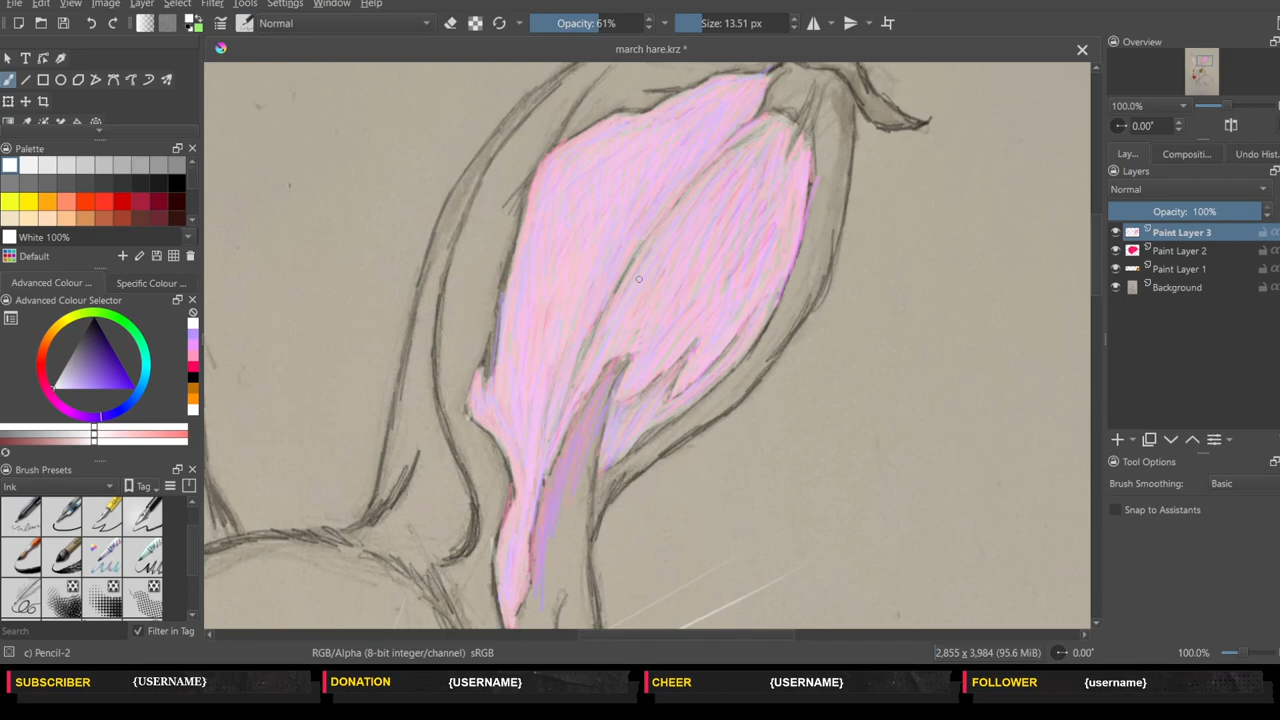 File Edit View Image Layer Select Filter Tools Settings Window Help
Normal
Opacity: 61%
Size: 13.51 px
march hare.krz *
Palette
White 100%
Default
Advanced Colour ...
Specific Colour ...
Advanced Colour Selector
Brush Presets
Ink
Tag
Search
Filter in Tag
c) Pencil-2
RGB/Alpha (8-bit integer/channel) sRGB
2,855 x 3,984 (95.6 MiB)
0.00°
100.0%
Overview
100.0%
0.00°
Lay...
Compositi...
Undo Hist...
Layers
Normal
Opacity: 100%
Paint Layer 3
Paint Layer 2
Paint Layer 1
Background
Tool Options
Brush Smoothing:
Basic
Snap to Assistants
SUBSCRIBER {USERNAME}
DONATION {USERNAME}
CHEER {USERNAME}
FOLLOWER {username}